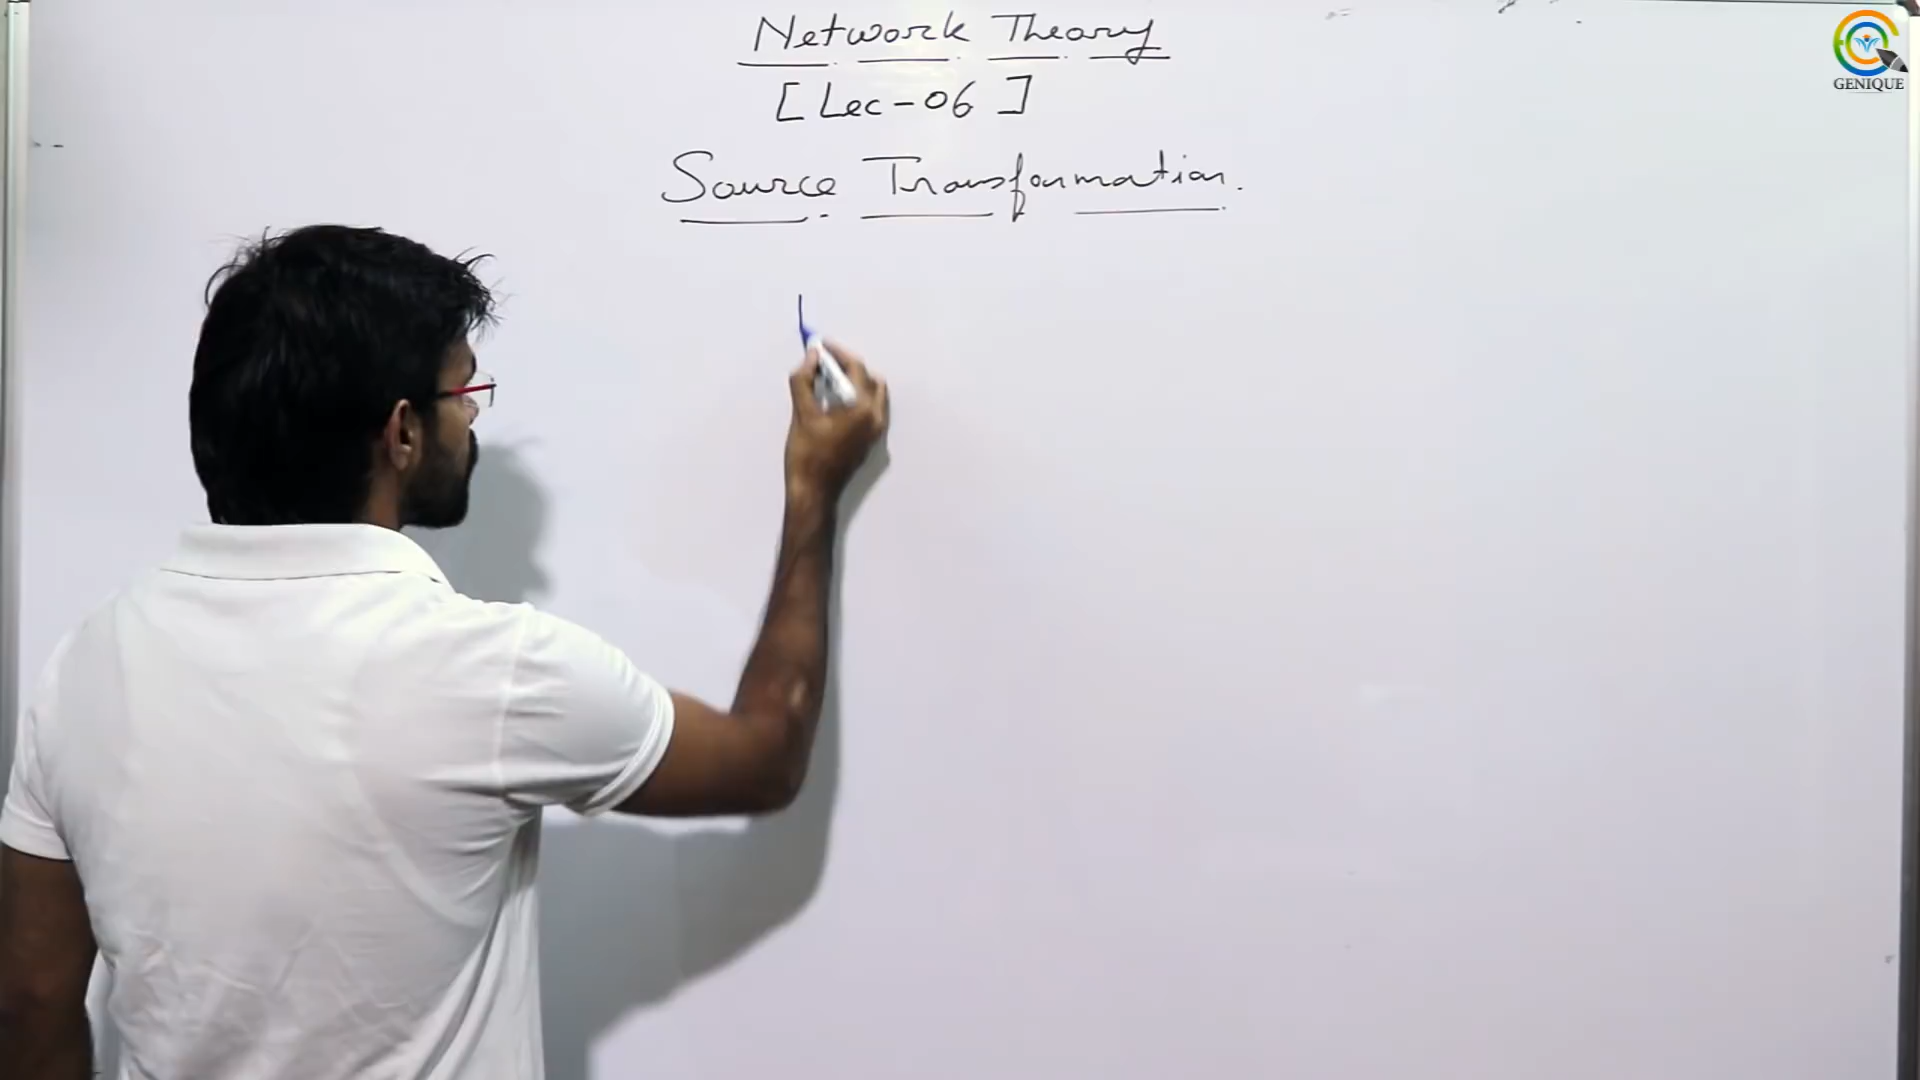 Network Theory
[Lec-06]
Source Transformation.
GENIQUE